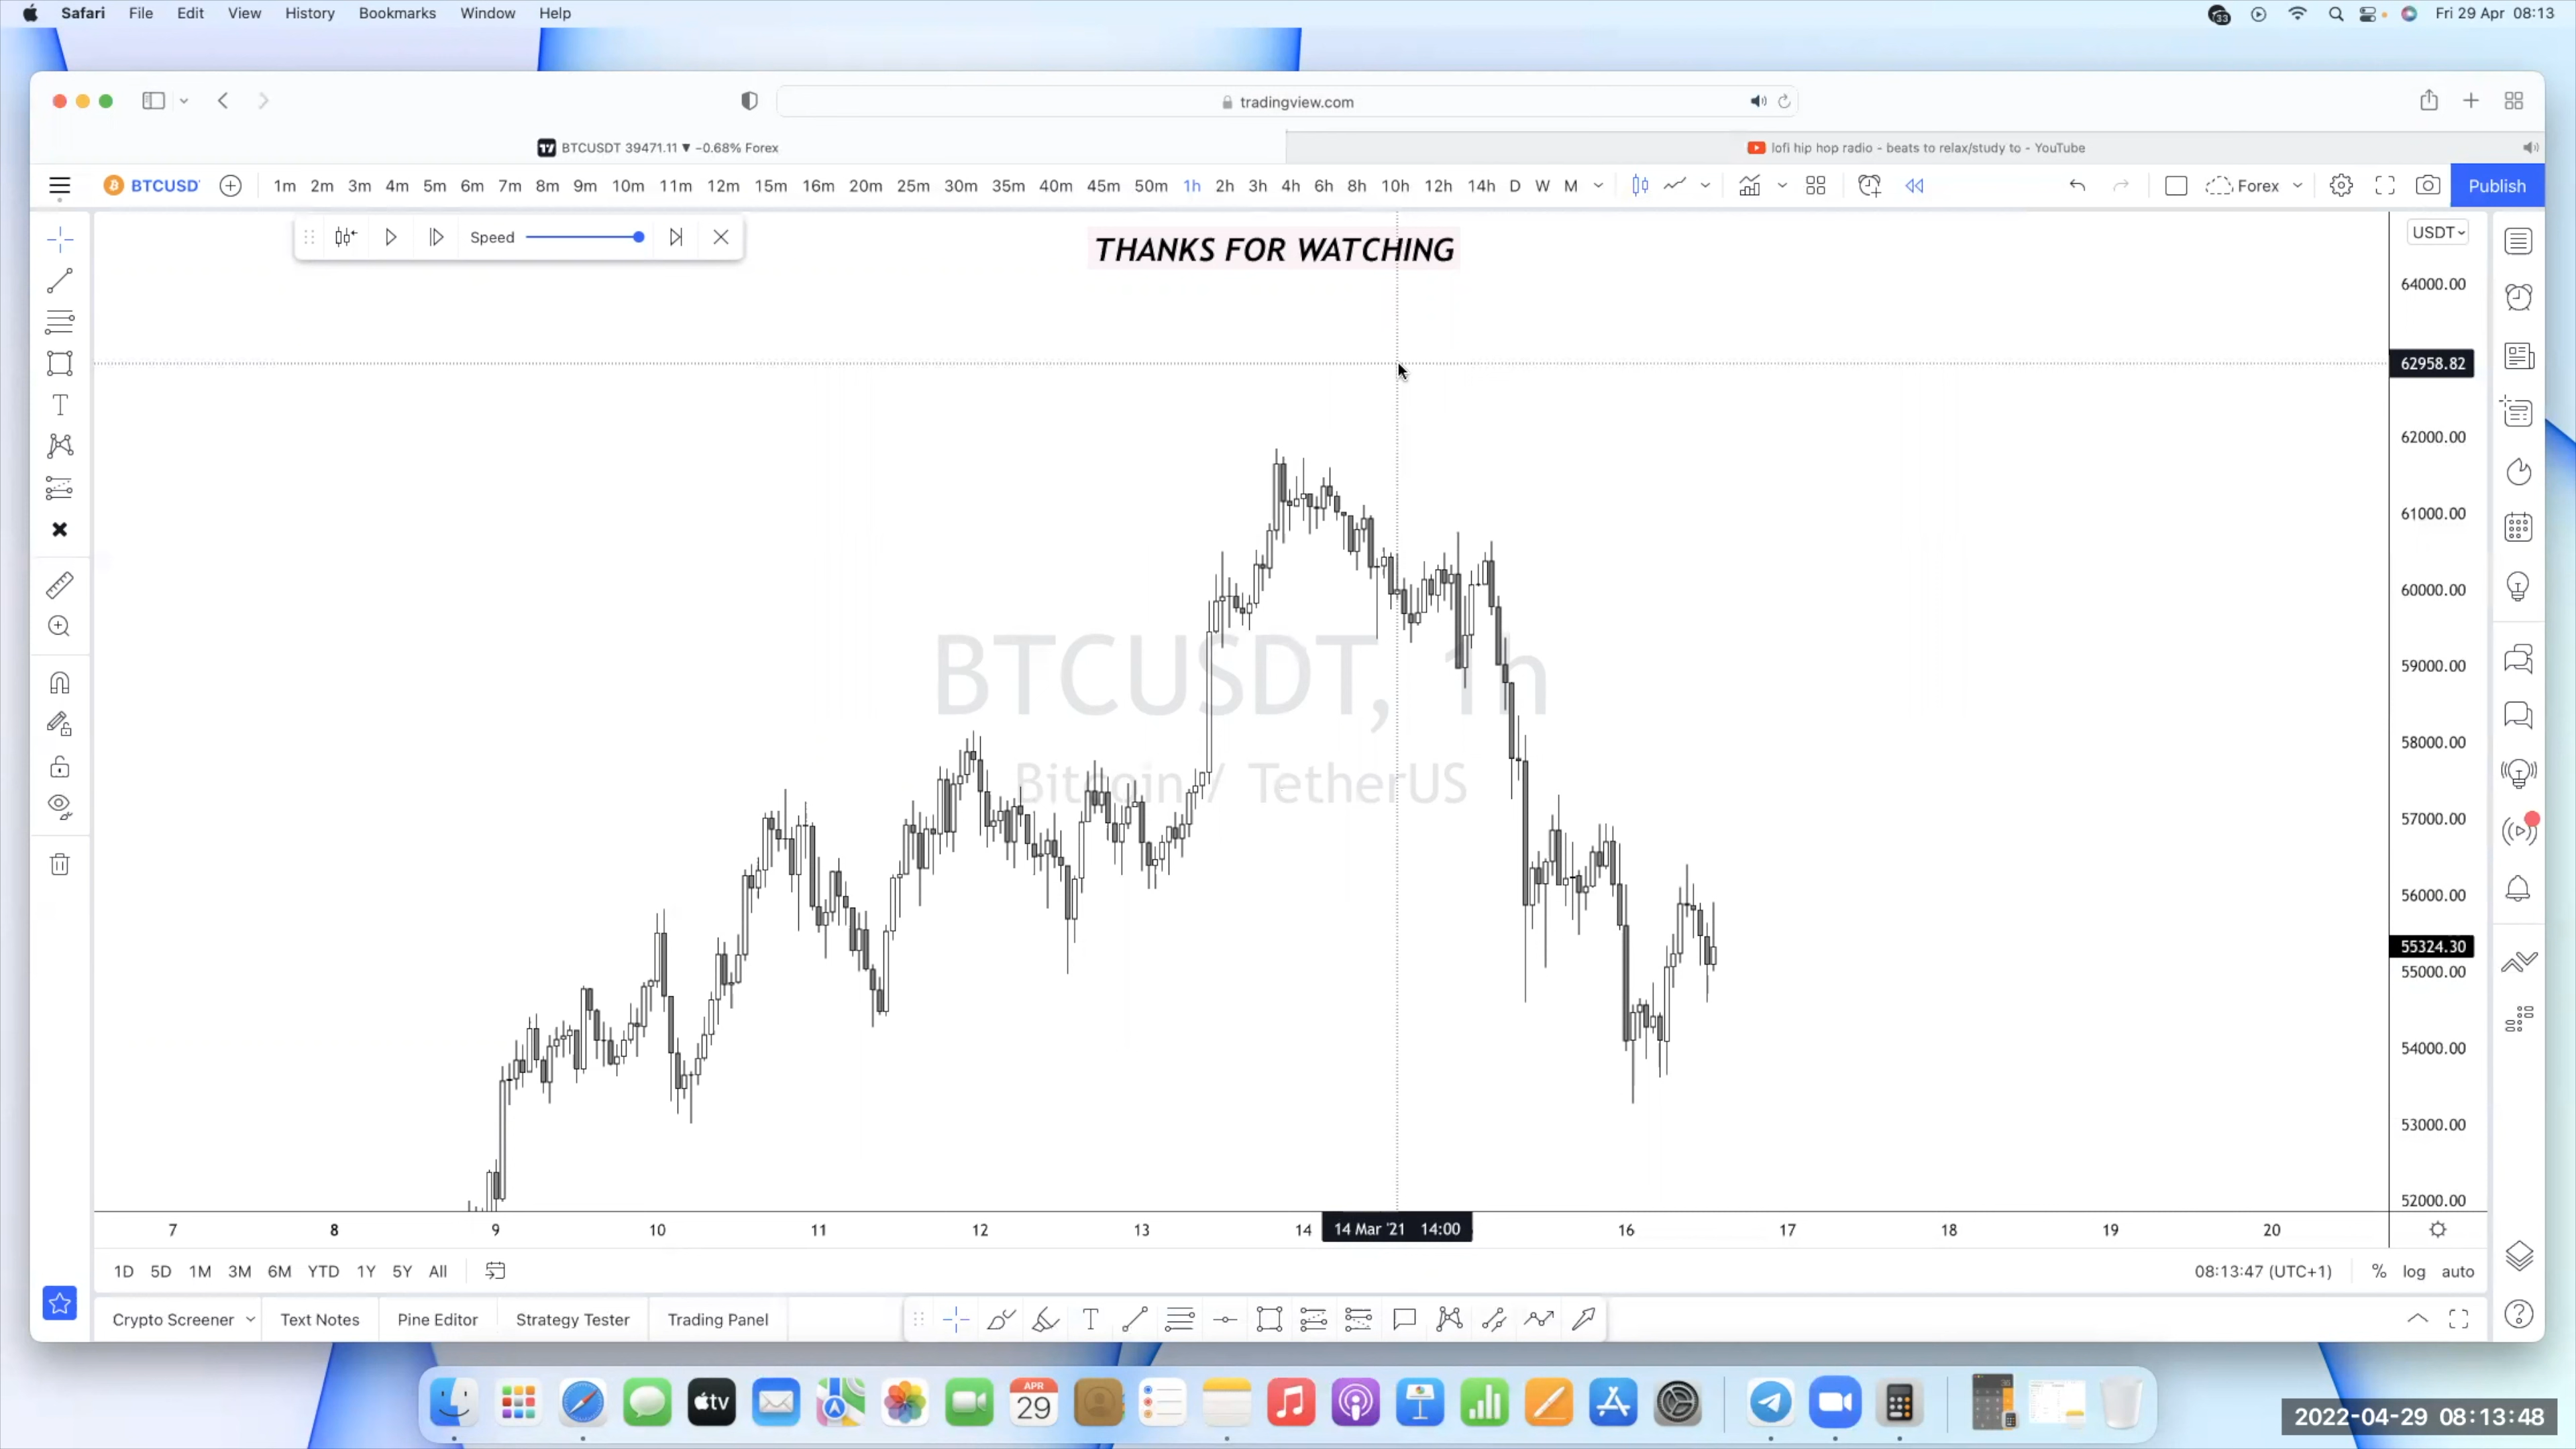 Safari File Edit View History Bookmarks Window Help
33
Fri 29 Apr 08:13
tradingview.com
BTCUSDT 39471.11 ▼ −0.68% Forex
lofi hip hop radio - beats to relax/study to - YouTube
BTCUSD
1m 2m 3m 4m 5m 6m 7m 8m 9m 10m 11m 12m 15m 16m 20m 25m 30m 35m 40m 45m 50m 1h 2h 3h 4h 6h 8h 10h 12h 14h D W M
Forex
Publish
Speed
THANKS FOR WATCHING
USDT
64000.00
62958.82
62000.00
61000.00
60000.00
59000.00
58000.00
57000.00
56000.00
55324.30
55000.00
54000.00
53000.00
52000.00
BTCUSDT, 1h
Bitcoin / TetherUS
7 8 9 10 11 12 13 14 14 Mar '21 14:00 16 17 18 19 20
1D 5D 1M 3M 6M YTD 1Y 5Y All
08:13:47 (UTC+1) % log auto
Crypto Screener Text Notes Pine Editor Strategy Tester Trading Panel
tv
APR
29
2022-04-29 08:13:48